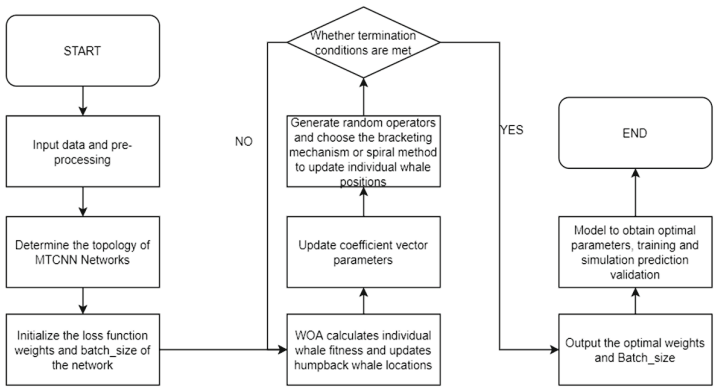 START
Input data and pre-
processing
Determine the topology of
MTCNN Networks
Initialize the loss function
weights and batch_size of
the network
NO
Whether termination
conditions are met
Generate random operators
and choose the bracketing
mechanism or spiral method
to update individual whale
positions
Update coefficient vector
parameters
WOA calculates individual
whale fitness and updates
humpback whale locations
YES
END
Model to obtain optimal
parameters, training and
simulation prediction
validation
Output the optimal weights
and Batch_size